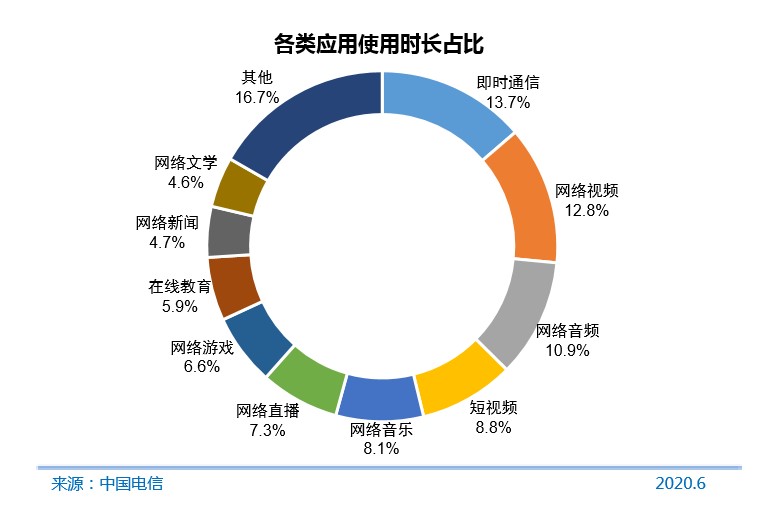 各类应用使用时长占比
即时通信
13.7%
网络视频
12.8%
网络音频
10.9%
短视频
8.8%
网络音乐
8.1%
网络直播
7.3%
网络游戏
6.6%
在线教育
5.9%
网络新闻
4.7%
网络文学
4.6%
其他
16.7%
来源：中国电信
2020.6